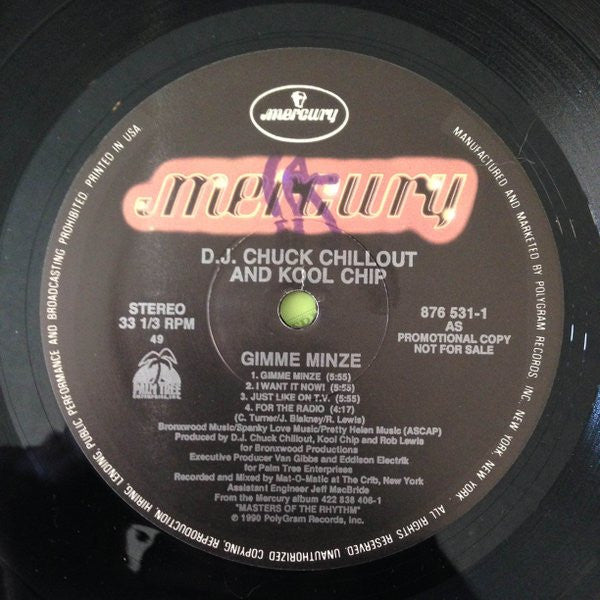 mercury
mercury
D.J. CHUCK CHILLOUT
AND KOOL CHIP
STEREO
33 1/3 RPM
49
PALM TREE
ENTERPRISES, INC.
876 531-1
AS
PROMOTIONAL COPY
NOT FOR SALE
GIMME MINZE
1. GIMME MINZE (5:55)
2. I WANT IT NOW! (5:53)
3. JUST LIKE ON T.V. (5:55)
4. FOR THE RADIO (4:17)
(C. Turner/J. Blakney/R. Lewis)
Bronxwood Music/Spanky Love Music/Pretty Helen Music (ASCAP)
Produced by D.J. Chuck Chillout, Kool Chip and Rob Lewis
for Bronxwood Productions
Executive Producer Van Gibbs and Eddison Electrik
for Palm Tree Enterprises
Recorded and Mixed by Mat-O-Matic at The Crib, New York
Assistant Engineer Jeff MacBride
From the Mercury album 422 838 406-1
"MASTERS OF THE RHYTHM"
℗ 1990 PolyGram Records, Inc.
MANUFACTURED AND MARKETED BY POLYGRAM RECORDS INC. NEW YORK, NEW YORK. ALL RIGHTS RESERVED. UNAUTHORIZED COPYING, REPRODUCTION, HIRING, LENDING PUBLIC PERFORMANCE AND BROADCASTING PROHIBITED. PRINTED IN USA